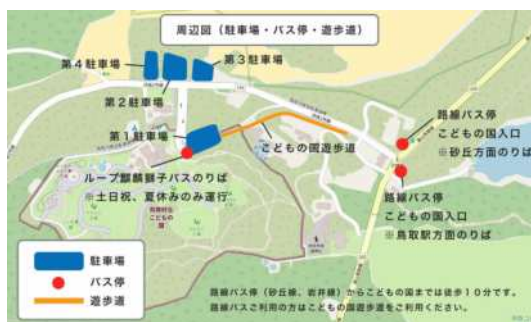 周辺図（駐車場・バス停・遊歩道）
第４駐車場
第３駐車場
第２駐車場
第１駐車場
こどもの国遊歩道
路線バス停
こどもの国入口
※砂丘方面のりば
ループ麒麟獅子バスのりば
※土日祝、夏休みのみ運行
路線バス停
こどもの国入口
※鳥取駅方面のりば
駐車場
バス停
遊歩道
路線バス停（砂丘線、岩井線）からこどもの国までは徒歩１０分です。
路線バスご利用の方はこどもの国遊歩道をご利用ください。